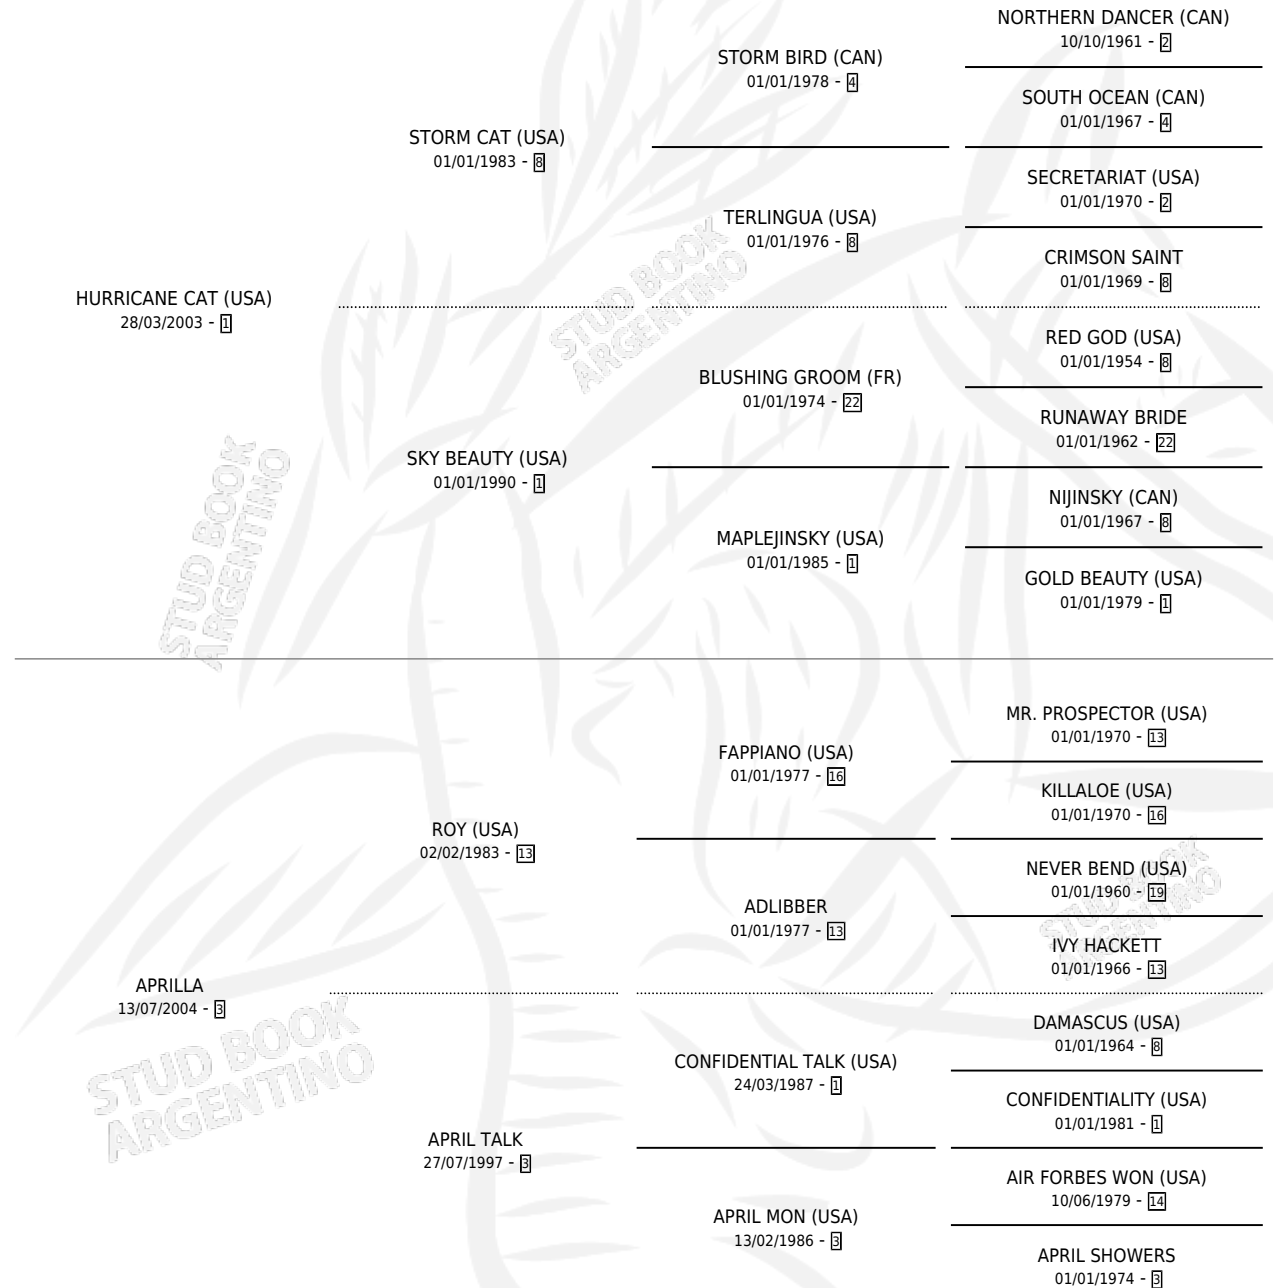 NORTHERN DANCER (CAN)
10/10/1961 - 2
STORM BIRD (CAN)
01/01/1978 - 4
SOUTH OCEAN (CAN)
01/01/1967 - 4
STORM CAT (USA)
01/01/1983 - 8
SECRETARIAT (USA)
01/01/1970 - 2
TERLINGUA (USA)
01/01/1976 - 8
CRIMSON SAINT
01/01/1969 - 8
HURRICANE CAT (USA)
28/03/2003 - 1
STUD BOOK
ARGENTINO
RED GOD (USA)
01/01/1954 - 8
BLUSHING GROOM (FR)
01/01/1974 - 22
RUNAWAY BRIDE
01/01/1962 - 22
SKY BEAUTY (USA)
01/01/1990 - 1
NIJINSKY (CAN)
01/01/1967 - 8
MAPLEJINSKY (USA)
01/01/1985 - 1
GOLD BEAUTY (USA)
01/01/1979 - 1
STUD BOOK
ARGENTINO
MR. PROSPECTOR (USA)
01/01/1970 - 13
FAPPIANO (USA)
01/01/1977 - 16
KILLALOE (USA)
01/01/1970 - 16
ROY (USA)
02/02/1983 - 13
NEVER BEND (USA)
01/01/1960 - 19
ADLIBBER
01/01/1977 - 13
IVY HACKETT
01/01/1966 - 13
STUD BOOK
ARGENTINO
APRILLA
13/07/2004 - 3
DAMASCUS (USA)
01/01/1964 - 8
CONFIDENTIAL TALK (USA)
24/03/1987 - 1
CONFIDENTIALITY (USA)
01/01/1981 - 1
STUD BOOK
ARGENTINO
APRIL TALK
27/07/1997 - 3
AIR FORBES WON (USA)
10/06/1979 - 14
APRIL MON (USA)
13/02/1986 - 3
APRIL SHOWERS
01/01/1974 - 3